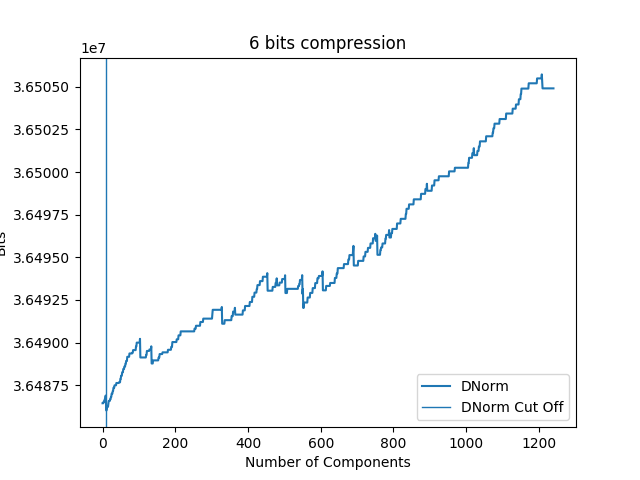 6 bits compression
1e7
3.65050
3.65025
3.65000
3.64975
3.64950
3.64925
3.64900
3.64875
Bits
0 200 400 600 800 1000 1200
Number of Components
DNorm
DNorm Cut Off